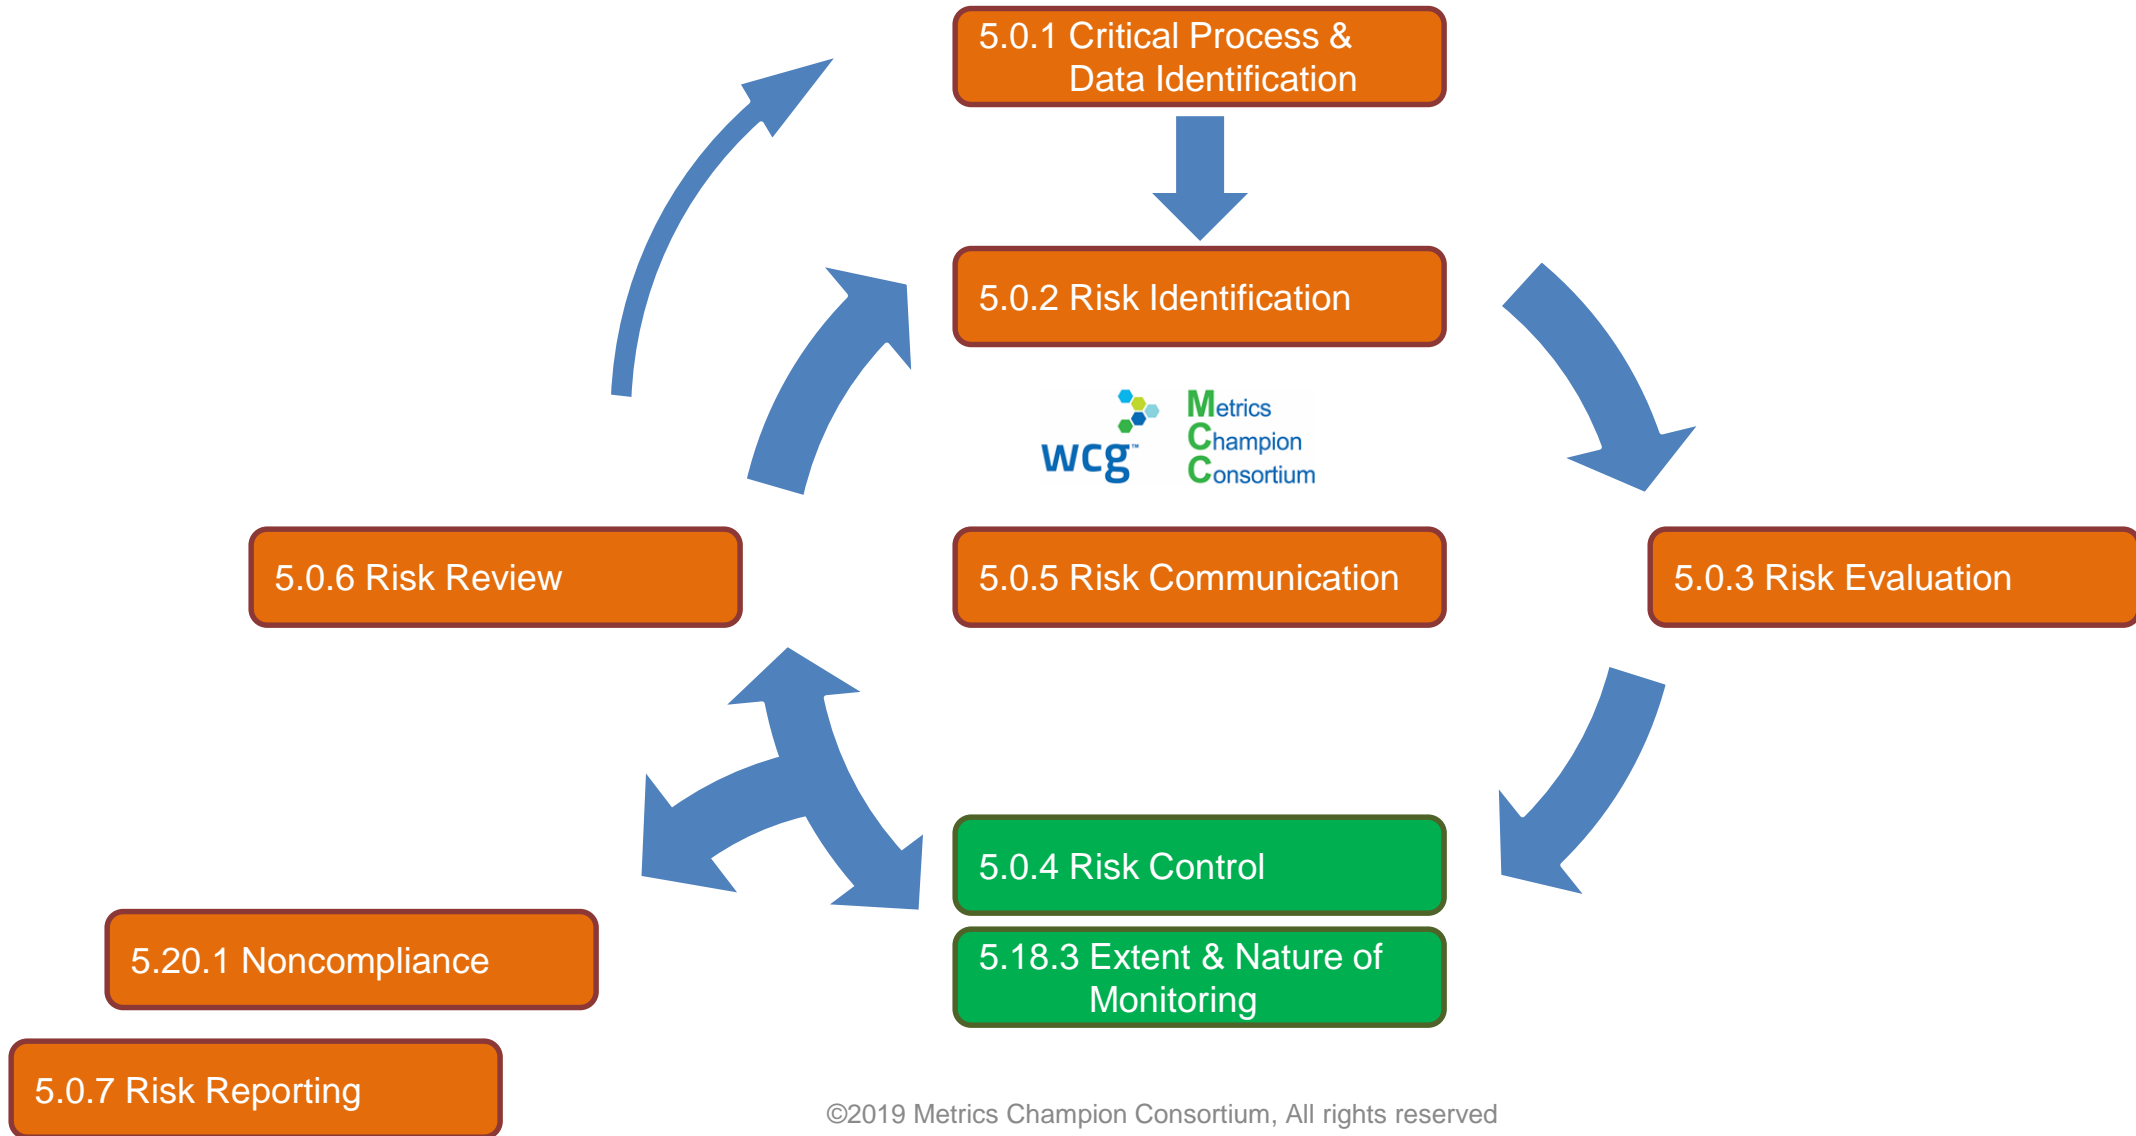 5.0.1 Critical Process &
Data Identification
5.0.2 Risk Identification
wcg™
Metrics
Champion
Consortium
5.0.6 Risk Review
5.0.5 Risk Communication
5.0.3 Risk Evaluation
5.0.4 Risk Control
5.18.3 Extent & Nature of
Monitoring
5.20.1 Noncompliance
5.0.7 Risk Reporting
©2019 Metrics Champion Consortium, All rights reserved